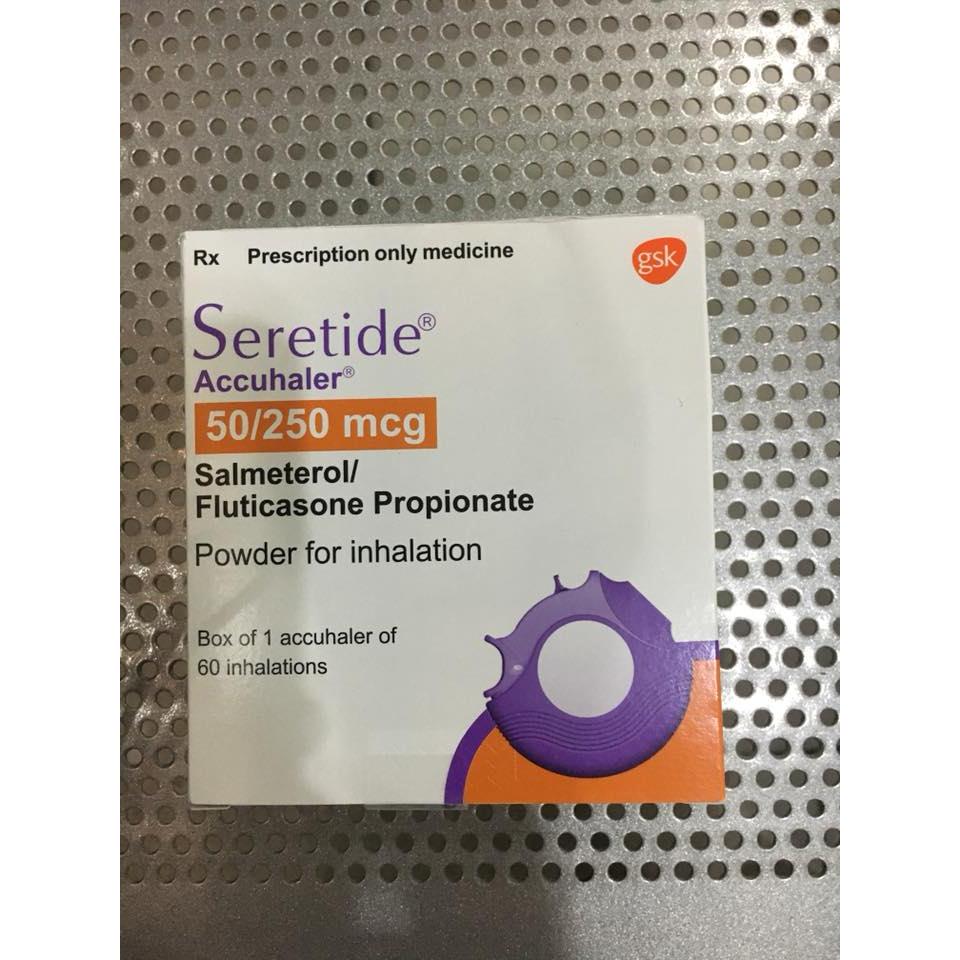 Rx Prescription only medicine
gsk
Seretide®
Accuhaler®
50/250 mcg
Salmeterol/
Fluticasone Propionate
Powder for inhalation
Box of 1 accuhaler of
60 inhalations